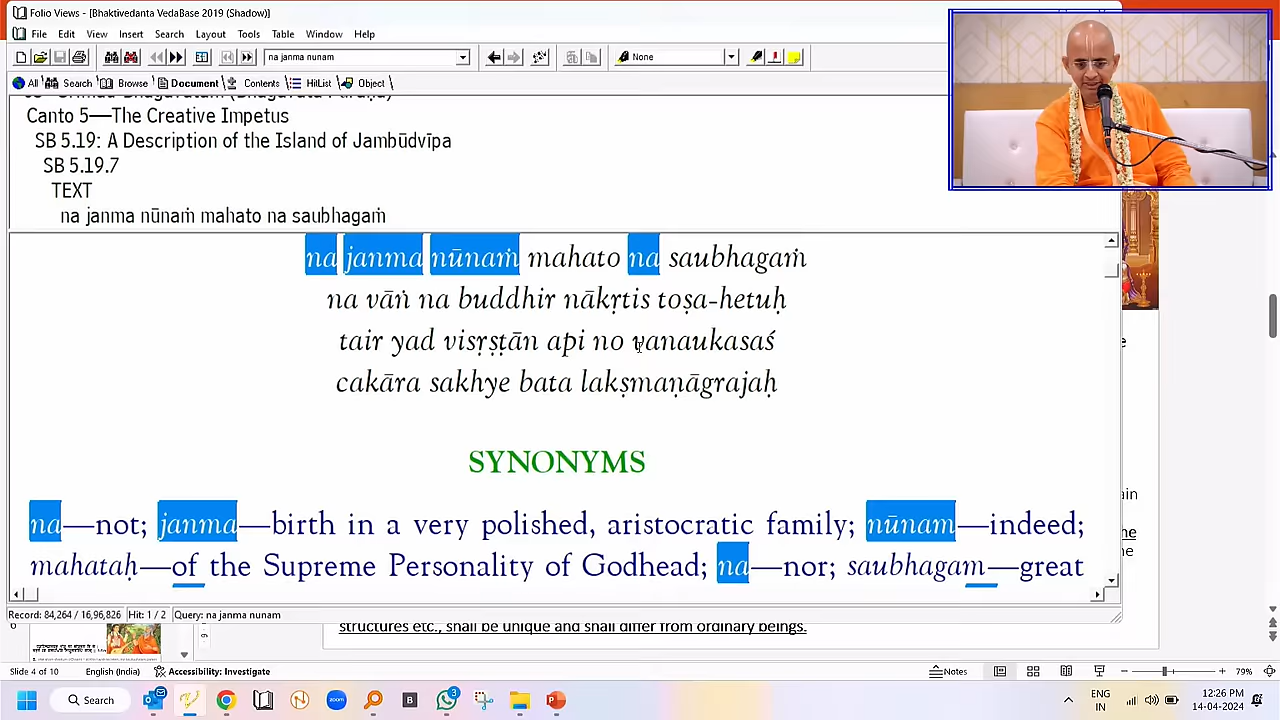 Folio Views - [Bhaktivedanta VedaBase 2019 (Shadow)]
File Edit View Insert Search Layout Tools Table Window Help
na janma nunam
None
All Search Browse Document Contents HitList Object
Canto 5—The Creative Impetus
SB 5.19: A Description of the Island of Jambūdvīpa
SB 5.19.7
TEXT
na janma nūnaṁ mahato na saubhagaṁ
na janma nūnaṁ mahato na saubhagaṁ
na vāṅ na buddhir nākṛtis toṣa-hetuḥ
tair yad visṛṣṭān api no vanaukasaś
cakāra sakhye bata lakṣmaṇāgrajaḥ
SYNONYMS
na—not; janma—birth in a very polished, aristocratic family; nūnam—indeed;
mahataḥ—of the Supreme Personality of Godhead; na—nor; saubhagam—great
Record: 84,264 / 16,96,826 Hit: 1 / 2 Query: na janma nunam
structures etc., shall be unique and shall differ from ordinary beings.
Slide 4 of 10 English (India) Accessibility: Investigate Notes 79%
Search zoom B 3 ENG IN 12:26 PM 14-04-2024